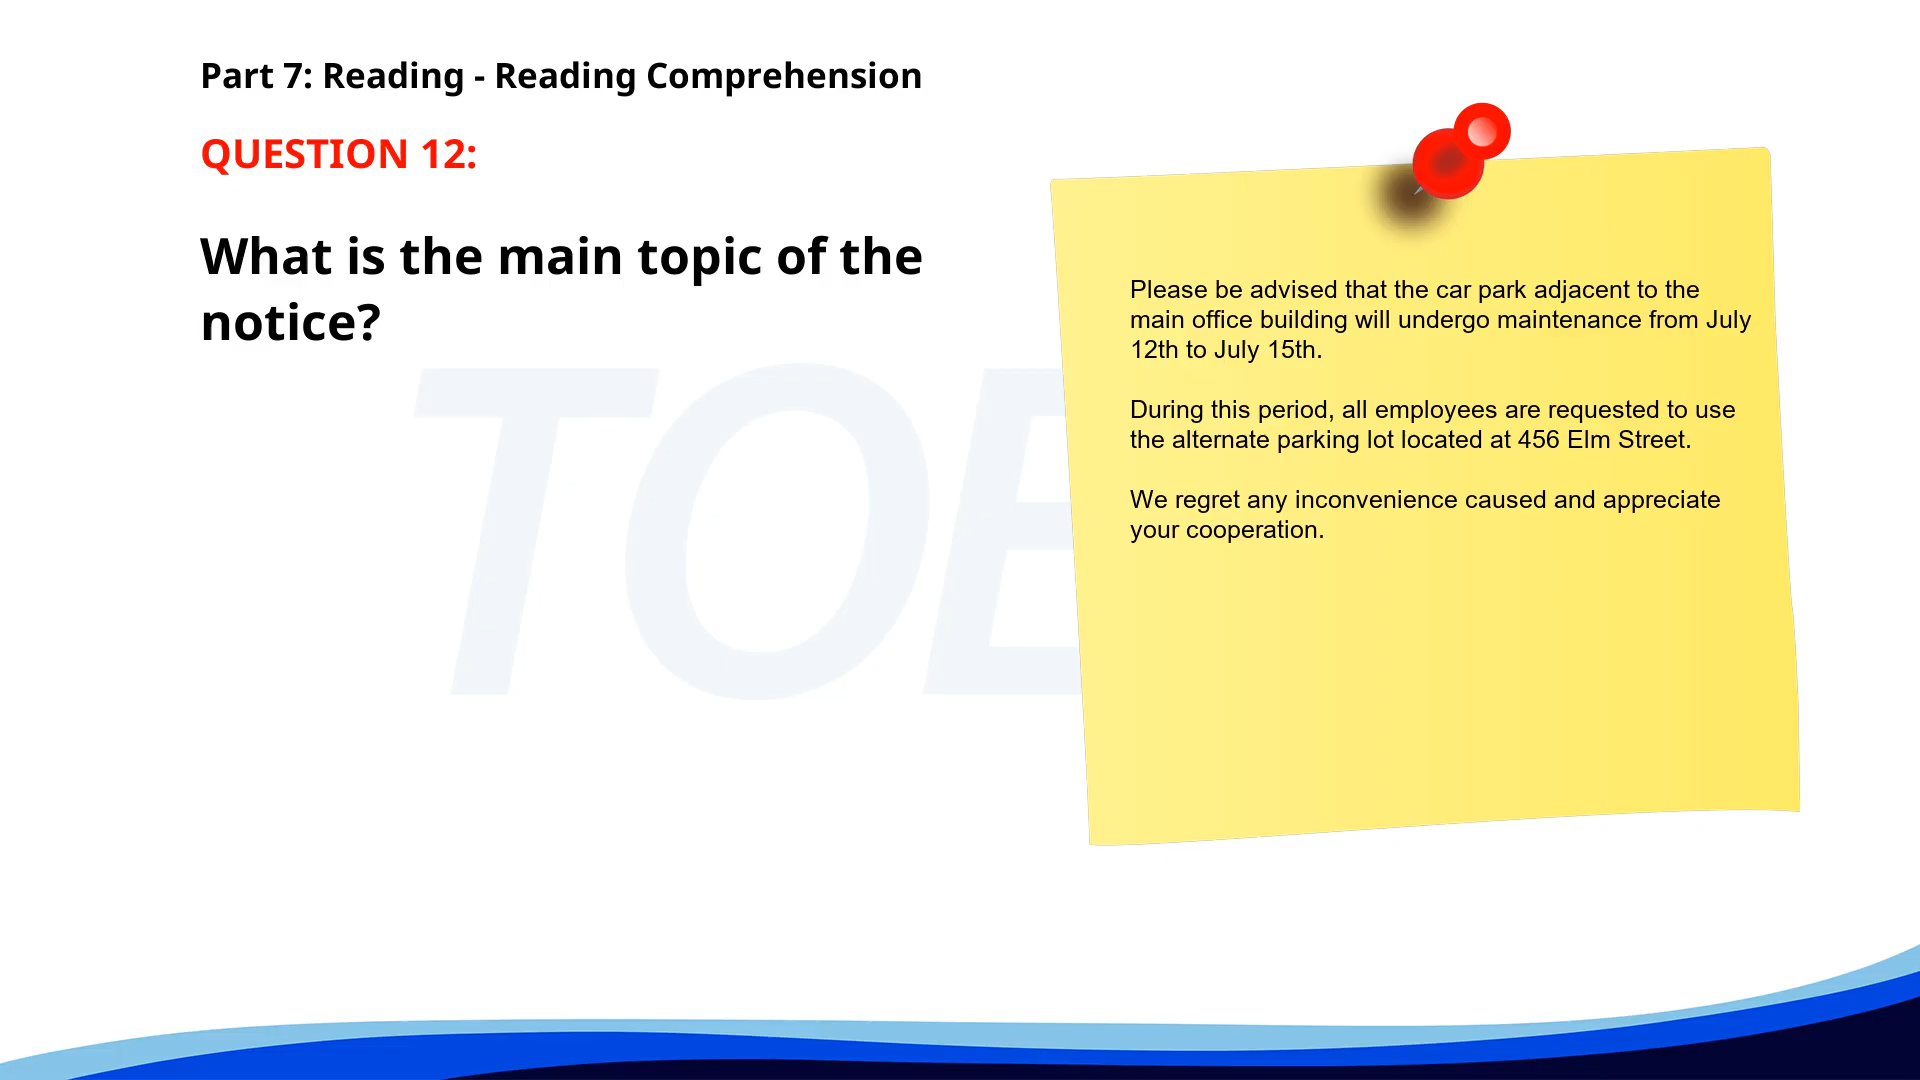 Part 7: Reading - Reading Comprehension
QUESTION 12:
What is the main topic of the
notice?
Please be advised that the car park adjacent to the
main office building will undergo maintenance from July
12th to July 15th.
During this period, all employees are requested to use
the alternate parking lot located at 456 Elm Street.
We regret any inconvenience caused and appreciate
your cooperation.
TOE